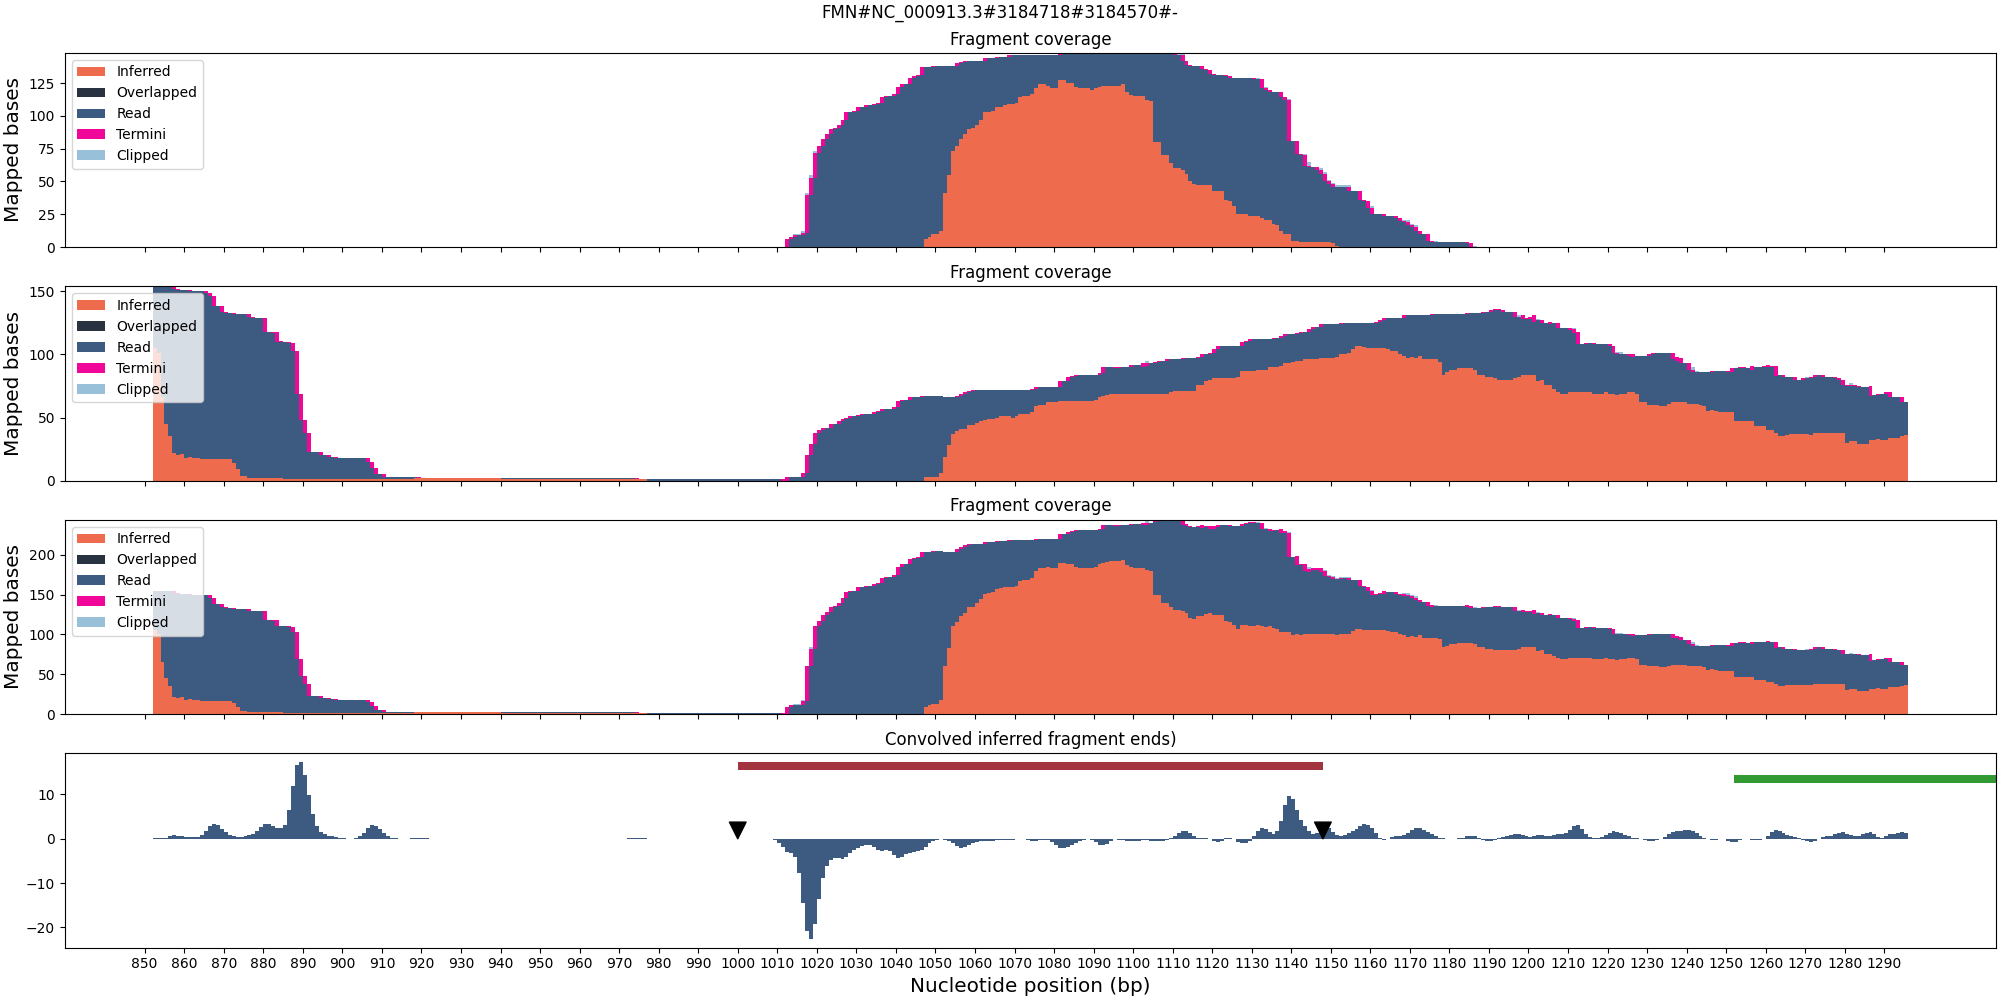 FMN#NC_000913.3#3184718#3184570#-
Fragment coverage
Mapped bases
125
100
75
50
25
0
Inferred
Overlapped
Read
Termini
Clipped
Fragment coverage
Mapped bases
150
100
50
0
Inferred
Overlapped
Read
Termini
Clipped
Fragment coverage
Mapped bases
200
150
100
50
0
Inferred
Overlapped
Read
Termini
Clipped
Convolved inferred fragment ends)
10
0
−10
−20
850 860 870 880 890 900 910 920 930 940 950 960 970 980 990 1000 1010 1020 1030 1040 1050 1060 1070 1080 1090 1100 1110 1120 1130 1140 1150 1160 1170 1180 1190 1200 1210 1220 1230 1240 1250 1260 1270 1280 1290
Nucleotide position (bp)